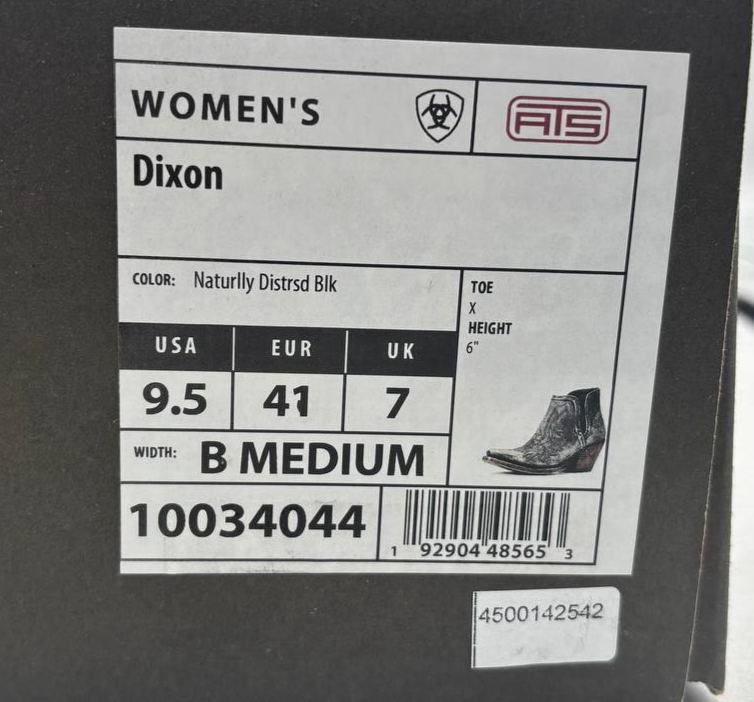 WOMEN'S
ATS
Dixon
COLOR: Naturlly Distrsd Blk
TOE
X
HEIGHT
6"
USA EUR UK
9.5 41 7
WIDTH: B MEDIUM
10034044
1 92904 48565 3
4500142542